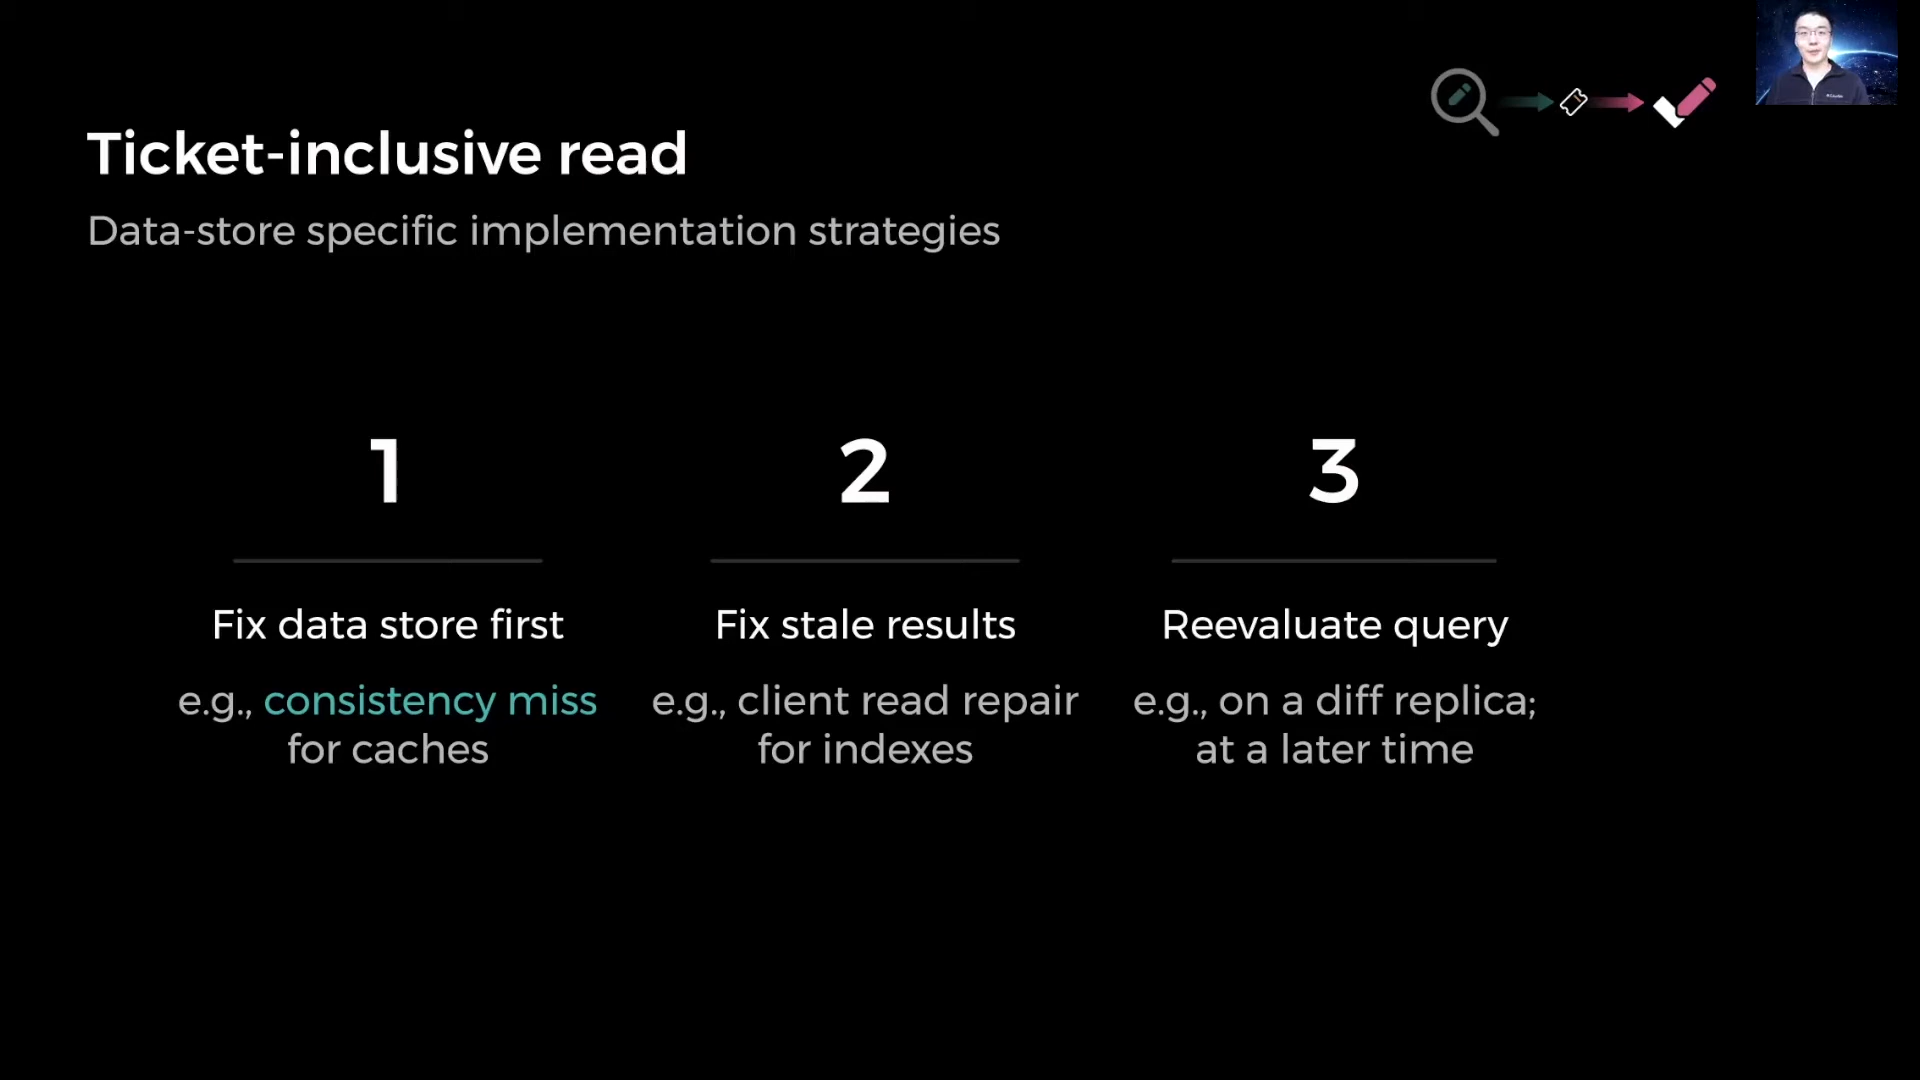 Ticket-inclusive read
Data-store specific implementation strategies
1
Fix data store first
e.g., consistency miss
for caches
2
Fix stale results
e.g., client read repair
for indexes
3
Reevaluate query
e.g., on a diff replica;
at a later time